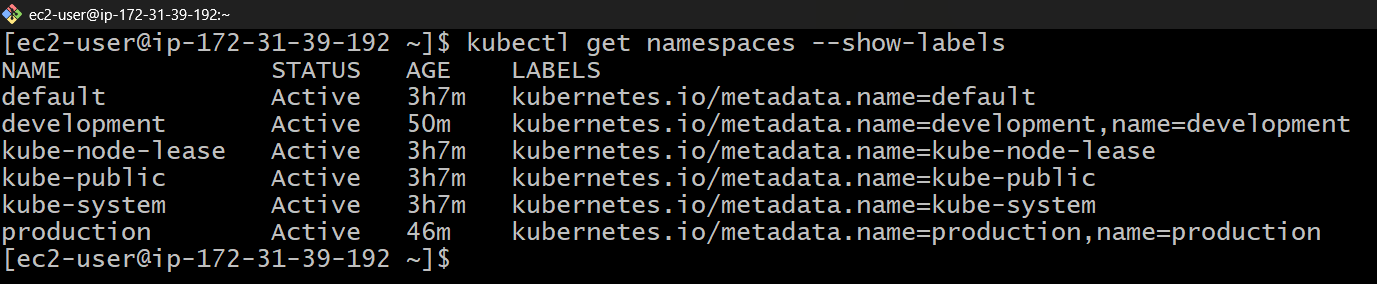 ec2-user@ip-172-31-39-192:~
[ec2-user@ip-172-31-39-192 ~]$ kubectl get namespaces --show-labels
NAME              STATUS   AGE    LABELS
default           Active   3h7m   kubernetes.io/metadata.name=default
development       Active   50m    kubernetes.io/metadata.name=development,name=development
kube-node-lease   Active   3h7m   kubernetes.io/metadata.name=kube-node-lease
kube-public       Active   3h7m   kubernetes.io/metadata.name=kube-public
kube-system       Active   3h7m   kubernetes.io/metadata.name=kube-system
production        Active   46m    kubernetes.io/metadata.name=production,name=production
[ec2-user@ip-172-31-39-192 ~]$